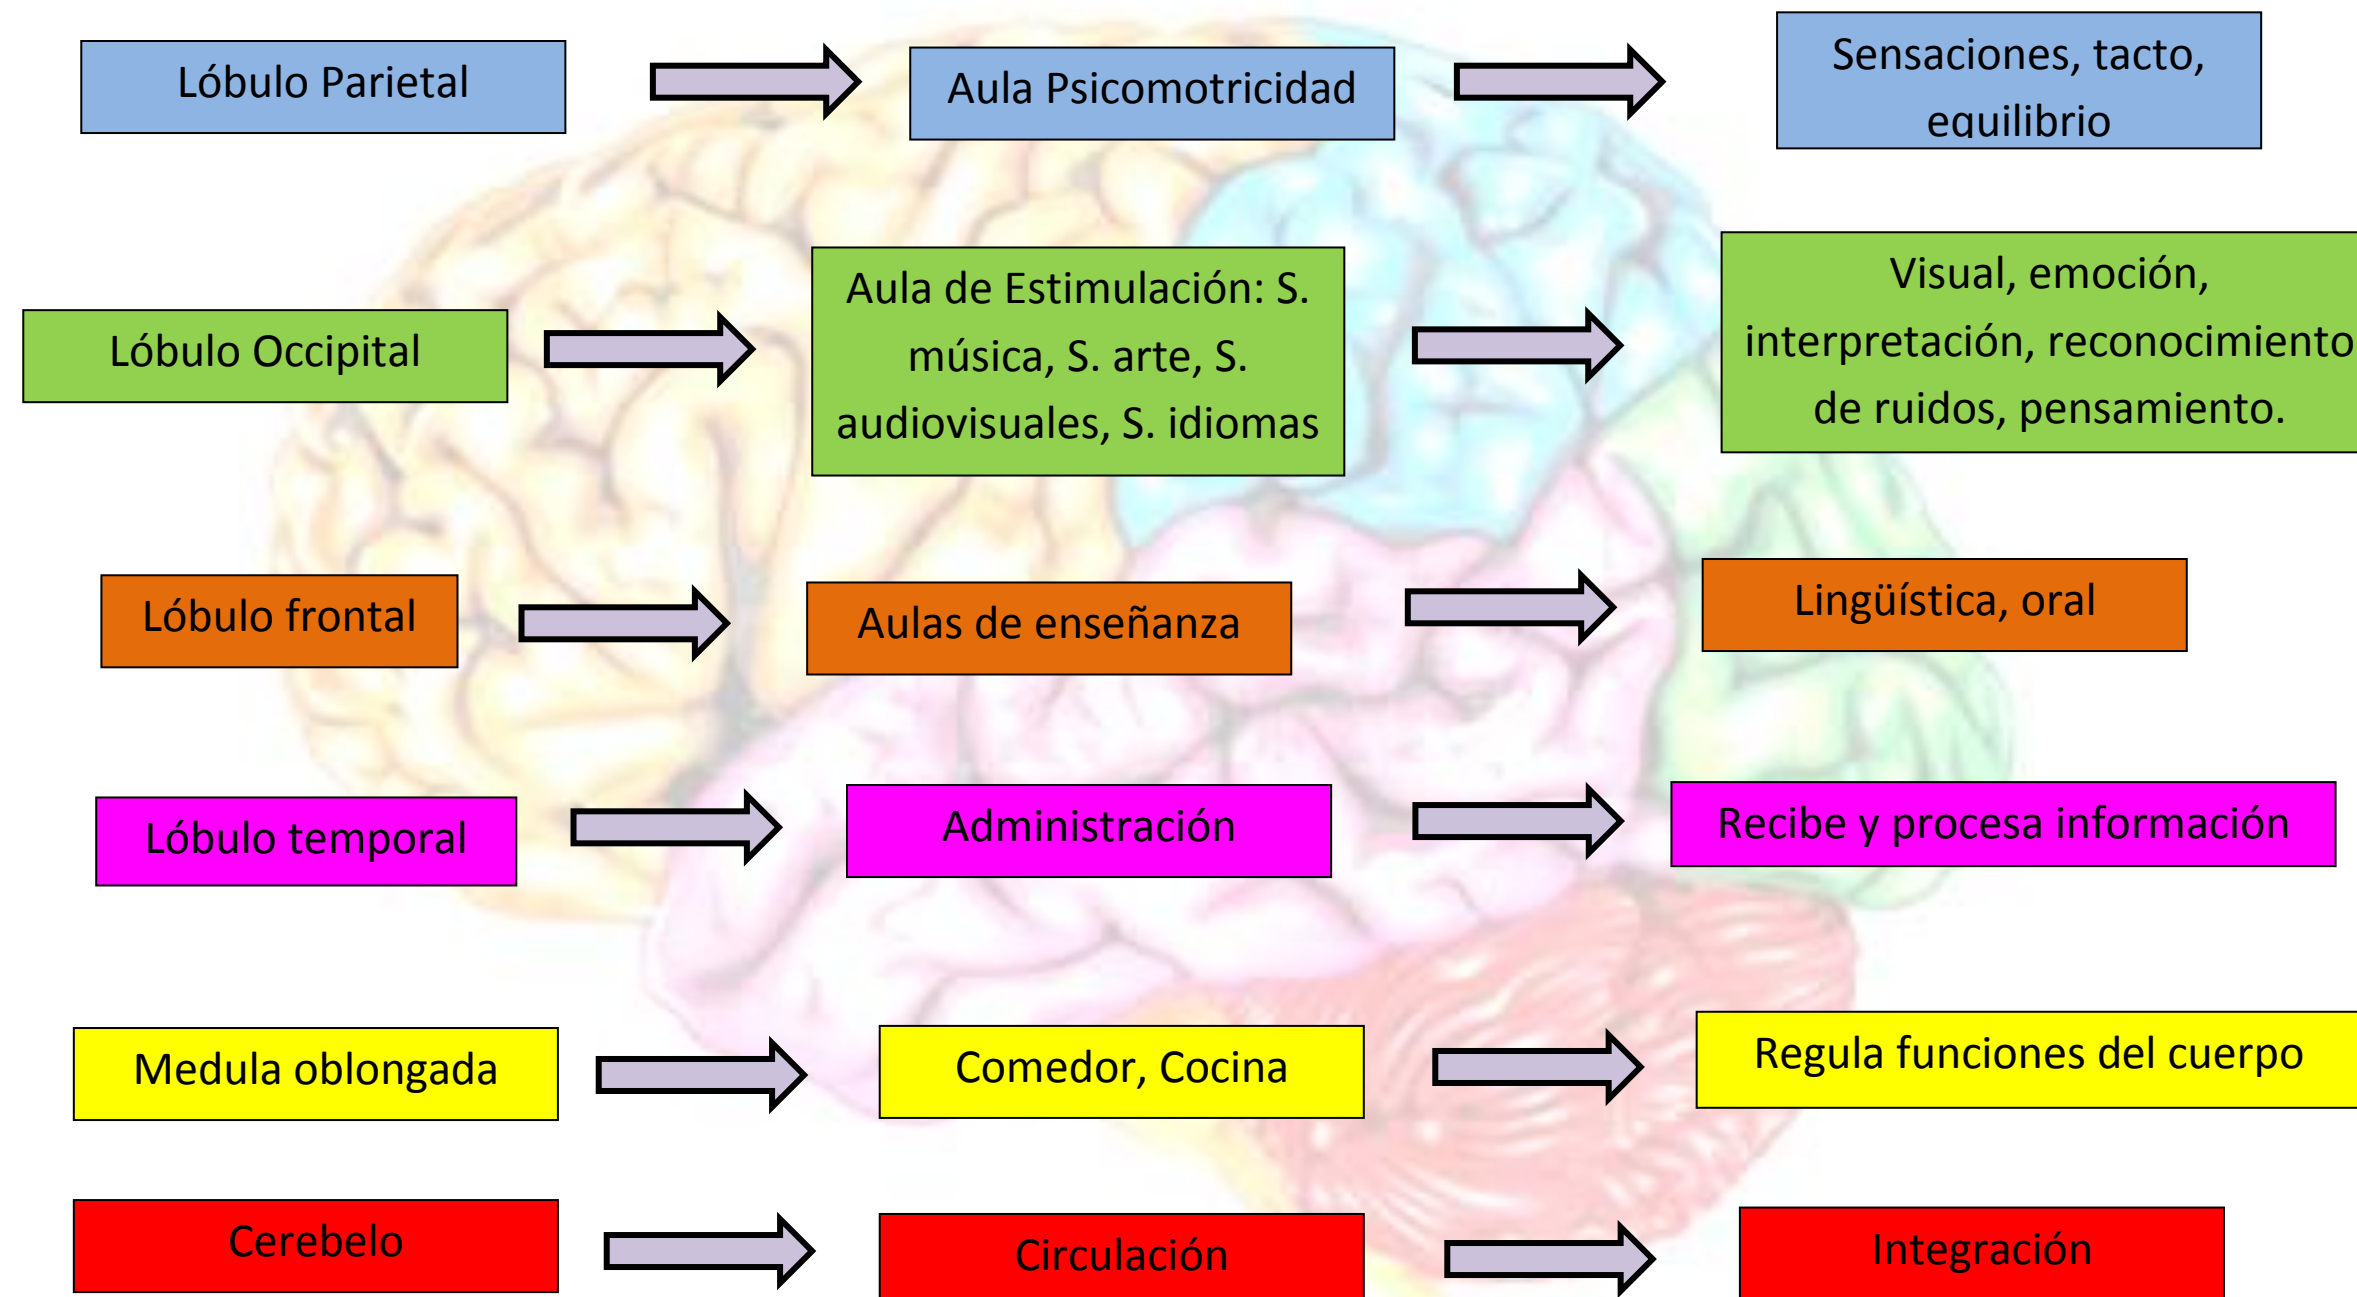 Lóbulo Parietal
Aula Psicomotricidad
Sensaciones, tacto,
equilibrio
Lóbulo Occipital
Aula de Estimulación: S.
música, S. arte, S.
audiovisuales, S. idiomas
Visual, emoción,
interpretación, reconocimiento
de ruidos, pensamiento.
Lóbulo frontal
Aulas de enseñanza
Lingüística, oral
Lóbulo temporal
Administración
Recibe y procesa información
Medula oblongada
Comedor, Cocina
Regula funciones del cuerpo
Cerebelo
Circulación
Integración